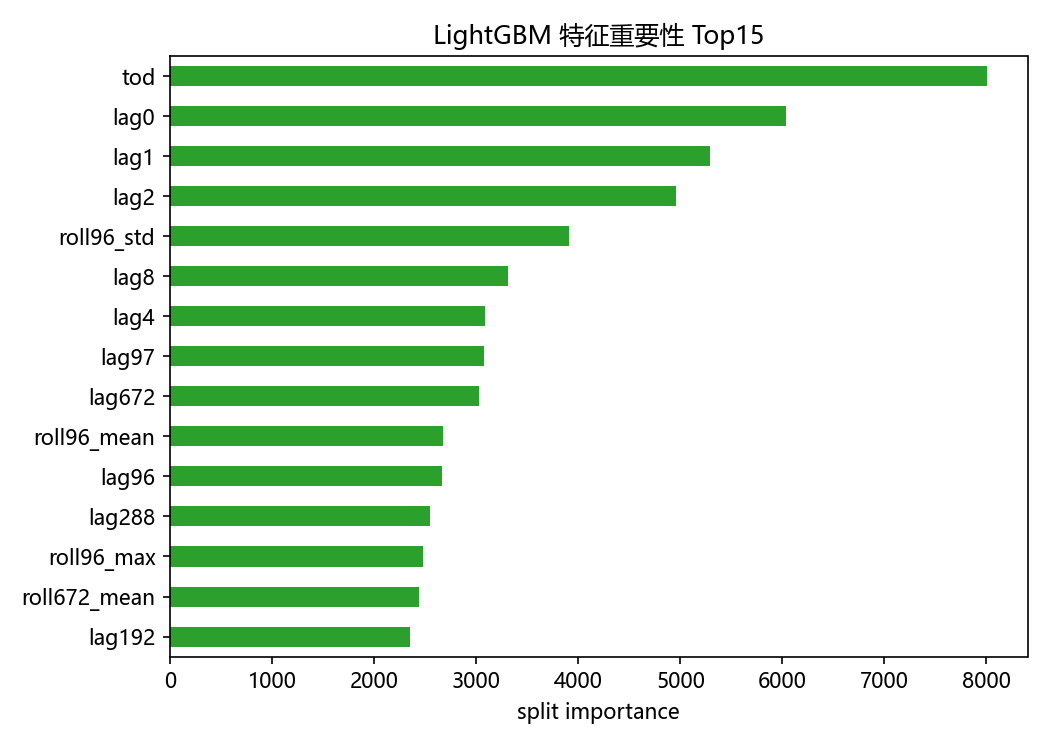 LightGBM 特征重要性 Top15
tod
lag0
lag1
lag2
roll96_std
lag8
lag4
lag97
lag672
roll96_mean
lag96
lag288
roll96_max
roll672_mean
lag192
0 1000 2000 3000 4000 5000 6000 7000 8000
split importance